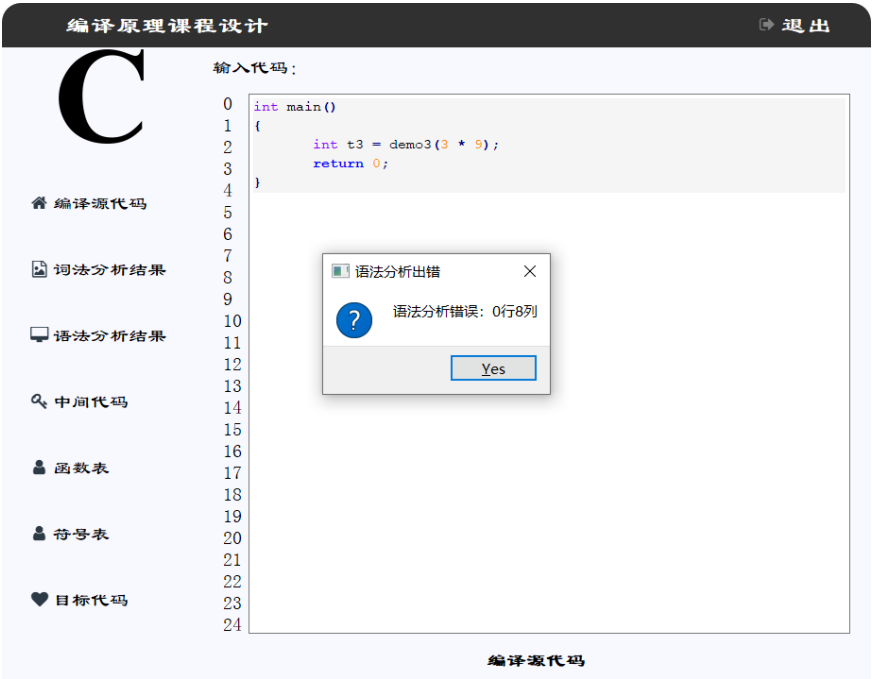 编译原理课程设计
退出
C
输入代码：
编译源代码
词法分析结果
语法分析结果
中间代码
函数表
符号表
目标代码
0
1
2
3
4
5
6
7
8
9
10
11
12
13
14
15
16
17
18
19
20
21
22
23
24
int main()
{
int t3 = demo3(3 * 9);
return 0;
}
语法分析出错
?
语法分析错误：0行8列
Yes
编译源代码